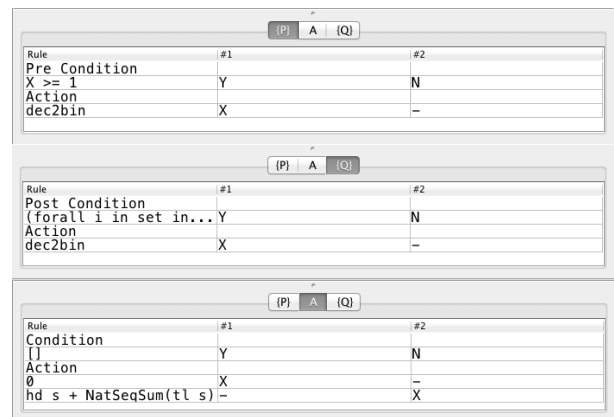 {P} A {Q}
Rule #1 #2
Pre Condition
X >= 1 Y N
Action
dec2bin X –
{P} A {Q}
Rule #1 #2
Post Condition
(forall i in set in... Y N
Action
dec2bin X –
{P} A {Q}
Rule #1 #2
Condition
[] Y N
Action
0 X –
hd s + NatSeqSum(tl s) – X